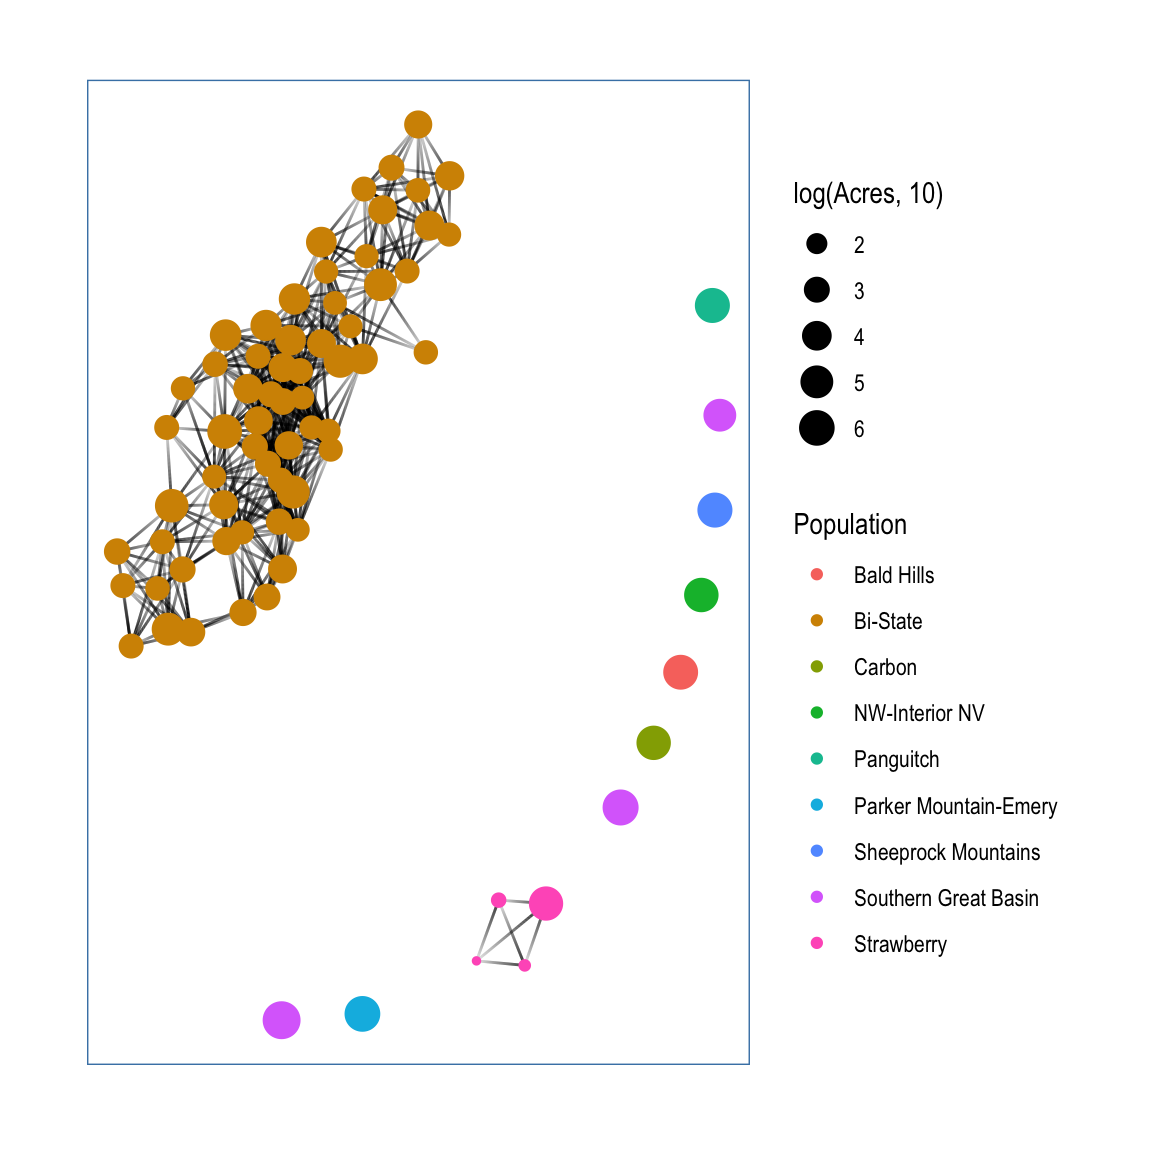 log(Acres, 10)
2
3
4
5
6
Population
Bald Hills
Bi-State
Carbon
NW-Interior NV
Panguitch
Parker Mountain-Emery
Sheeprock Mountains
Southern Great Basin
Strawberry